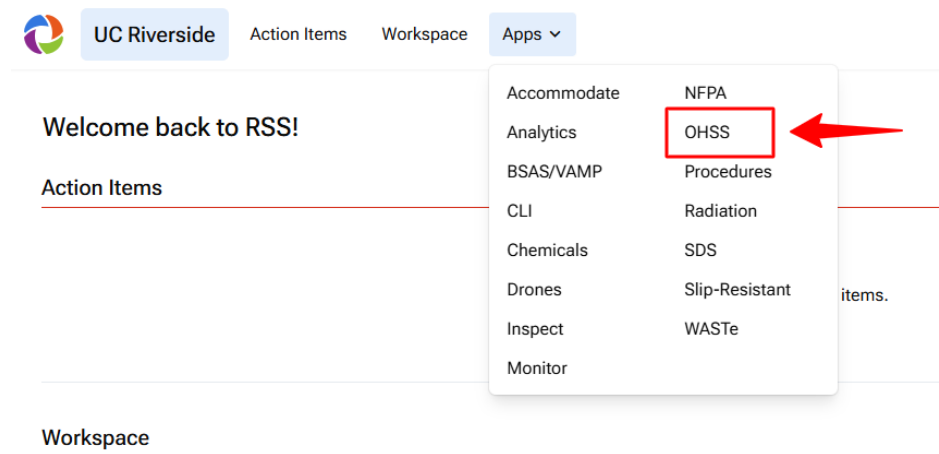 UC Riverside Action Items Workspace Apps
Accommodate NFPA
Welcome back to RSS!
Analytics OHSS
BSAS/VAMP Procedures
Action Items
CLI Radiation
Chemicals SDS
Drones Slip-Resistant items.
Inspect WASTe
Monitor
Workspace